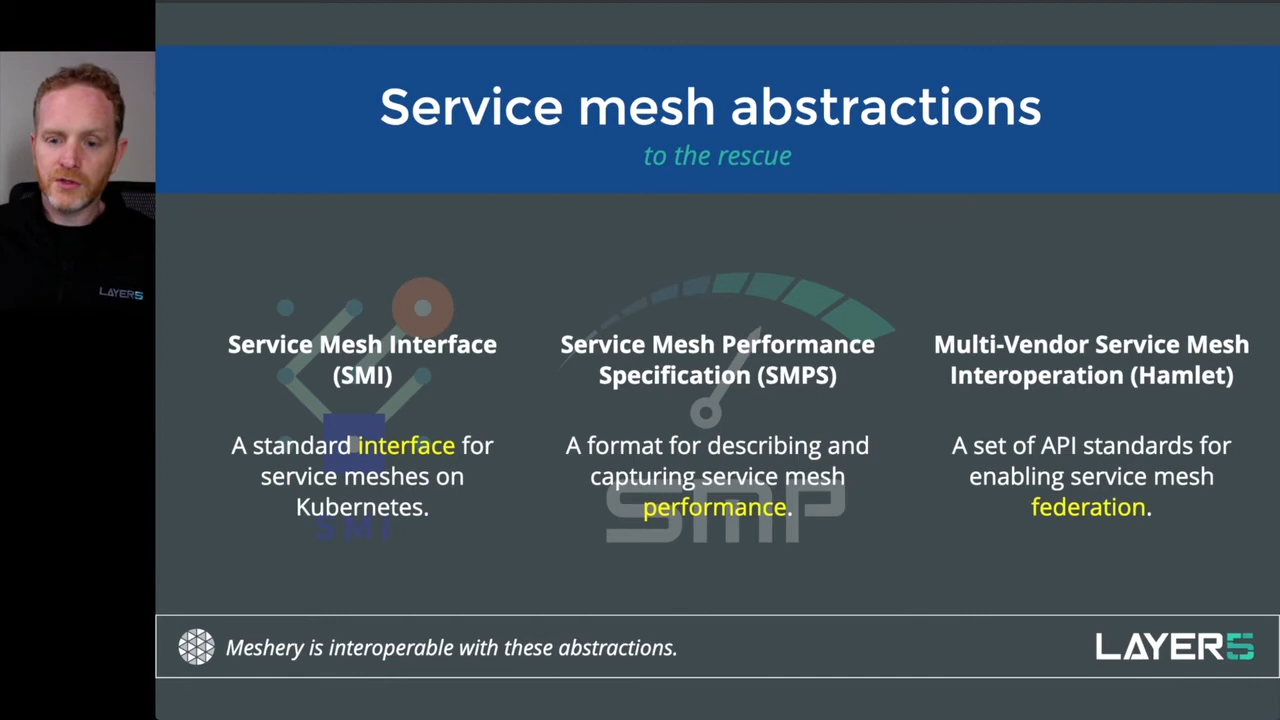 Service mesh abstractions
to the rescue
Service Mesh Interface
(SMI)
A standard interface for
service meshes on
Kubernetes.
SMI
Service Mesh Performance
Specification (SMPS)
A format for describing and
capturing service mesh
performance.
SMP
Multi-Vendor Service Mesh
Interoperation (Hamlet)
A set of API standards for
enabling service mesh
federation.
Meshery is interoperable with these abstractions.
LAYER5
LAYER5